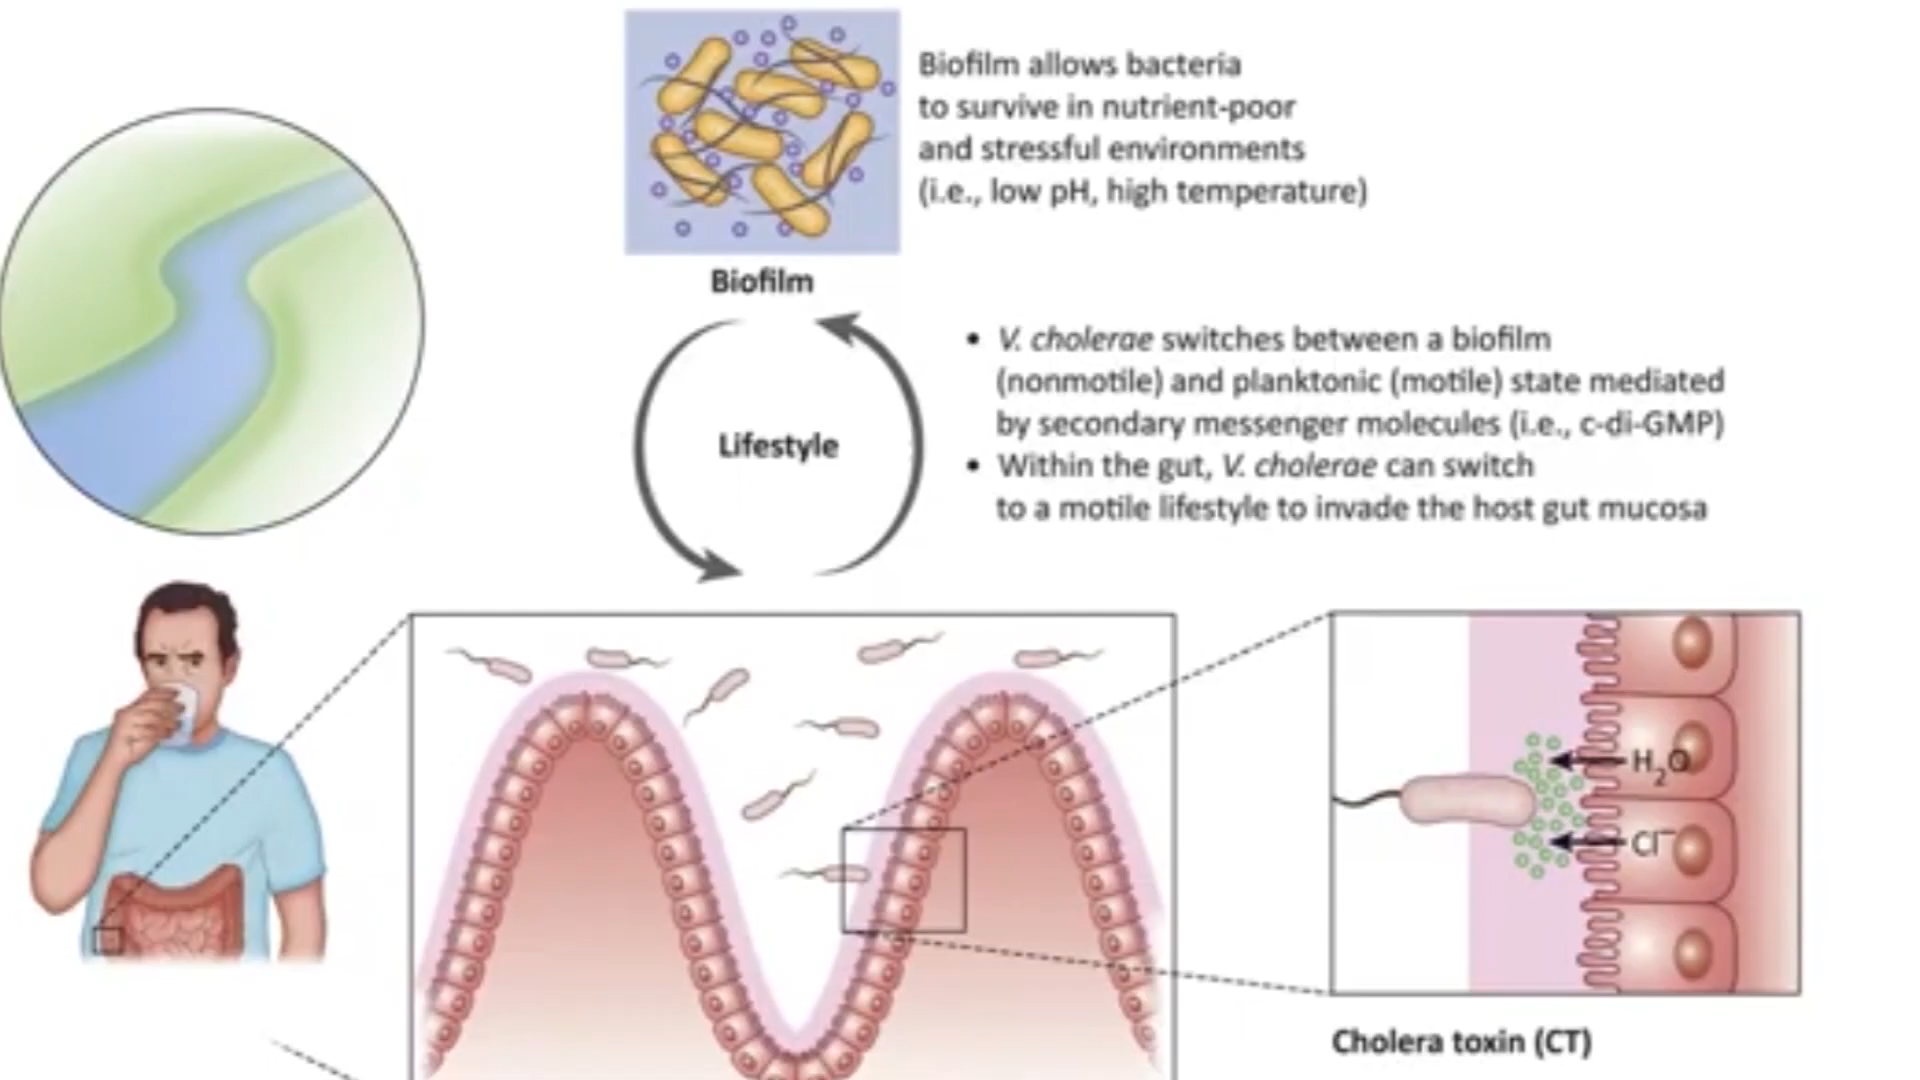 Biofilm allows bacteria
to survive in nutrient-poor
and stressful environments
(i.e., low pH, high temperature)
Biofilm
Lifestyle
• V. cholerae switches between a biofilm
(nonmotile) and planktonic (motile) state mediated
by secondary messenger molecules (i.e., c-di-GMP)
• Within the gut, V. cholerae can switch
to a motile lifestyle to invade the host gut mucosa
H₂O
Cl⁻
Cholera toxin (CT)